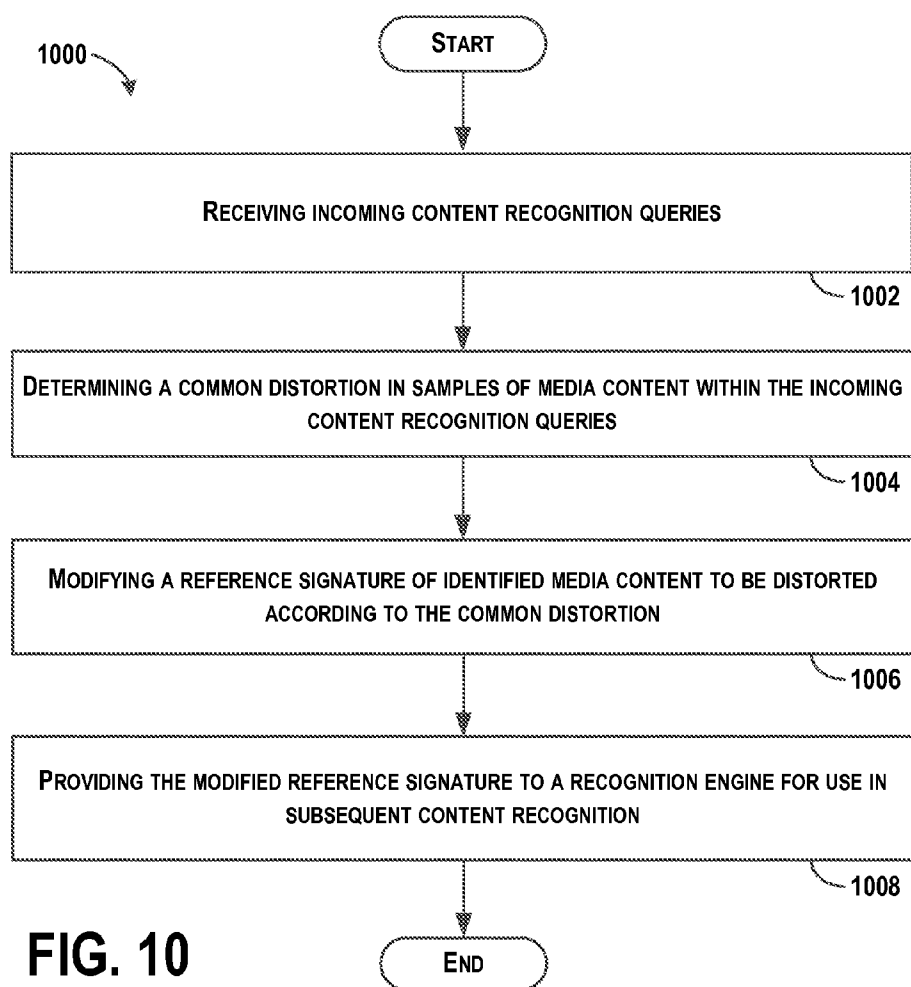 1000
START
RECEIVING INCOMING CONTENT RECOGNITION QUERIES
1002
DETERMINING A COMMON DISTORTION IN SAMPLES OF MEDIA CONTENT WITHIN THE INCOMING
CONTENT RECOGNITION QUERIES
1004
MODIFYING A REFERENCE SIGNATURE OF IDENTIFIED MEDIA CONTENT TO BE DISTORTED
ACCORDING TO THE COMMON DISTORTION
1006
PROVIDING THE MODIFIED REFERENCE SIGNATURE TO A RECOGNITION ENGINE FOR USE IN
SUBSEQUENT CONTENT RECOGNITION
1008
END
FIG. 10